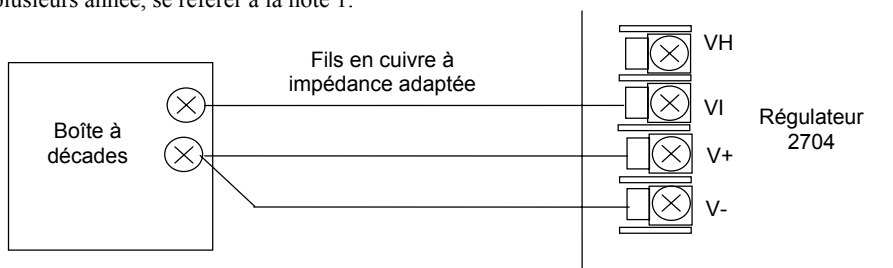 plusieurs année, se référer à la note 1.
Fils en cuivre à
impédance adaptée
Boîte à
décades
VH
VI
V+
V-
Régulateur
2704